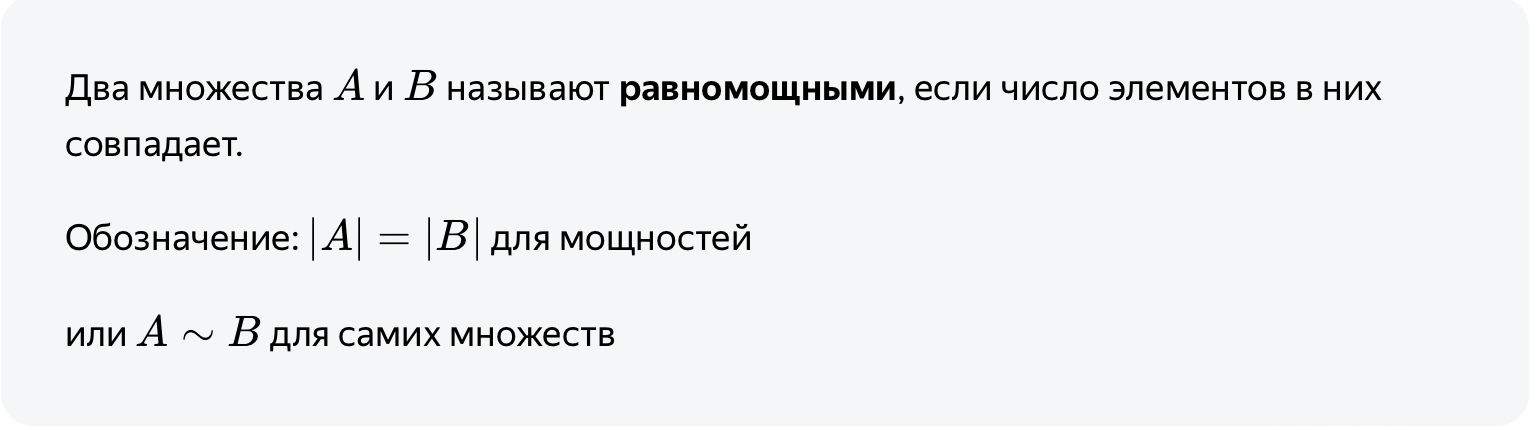 Два множества A и B называют равномощными, если число элементов в них
совпадает.
Обозначение: |A| = |B| для мощностей
или A ∼ B для самих множеств